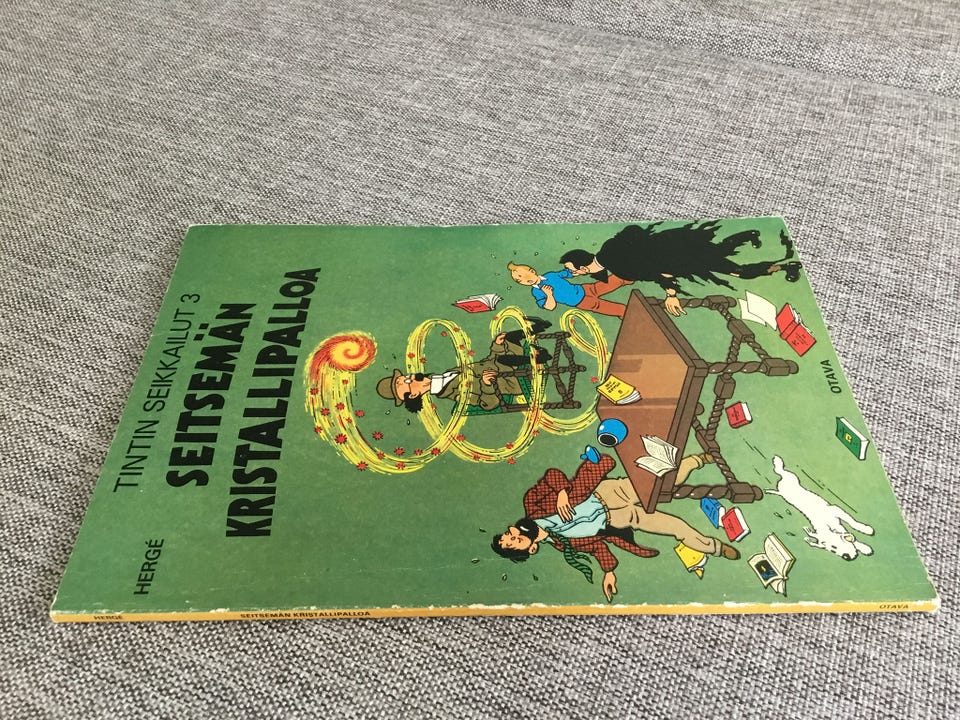 HERGÉ
TINTIN SEIKKAILUT 3
SEITSEMÄN
KRISTALLIPALLOA
OTAVA
HERGÉ
SEITSEMÄN KRISTALLIPALLOA
OTAVA